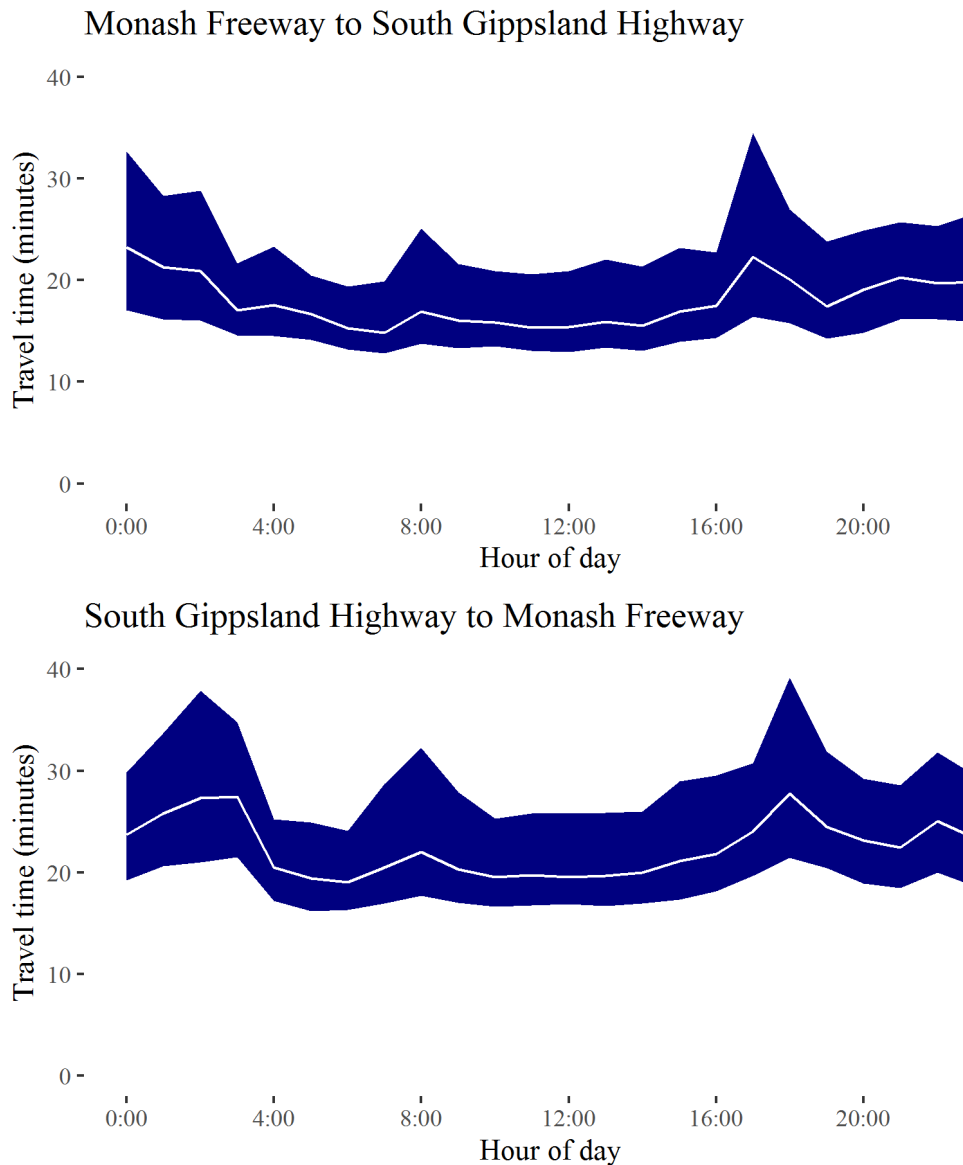 Monash Freeway to South Gippsland Highway
40
30
20
10
0
Travel time (minutes)
0:00 4:00 8:00 12:00 16:00 20:00
Hour of day
South Gippsland Highway to Monash Freeway
40
30
20
10
0
Travel time (minutes)
0:00 4:00 8:00 12:00 16:00 20:00
Hour of day